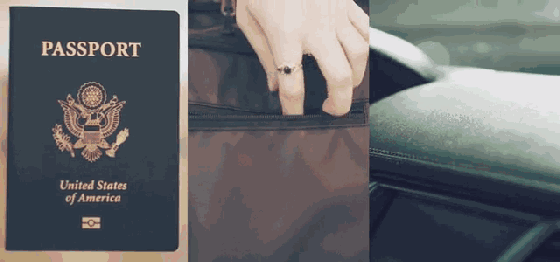 PASSPORT
United States
of America